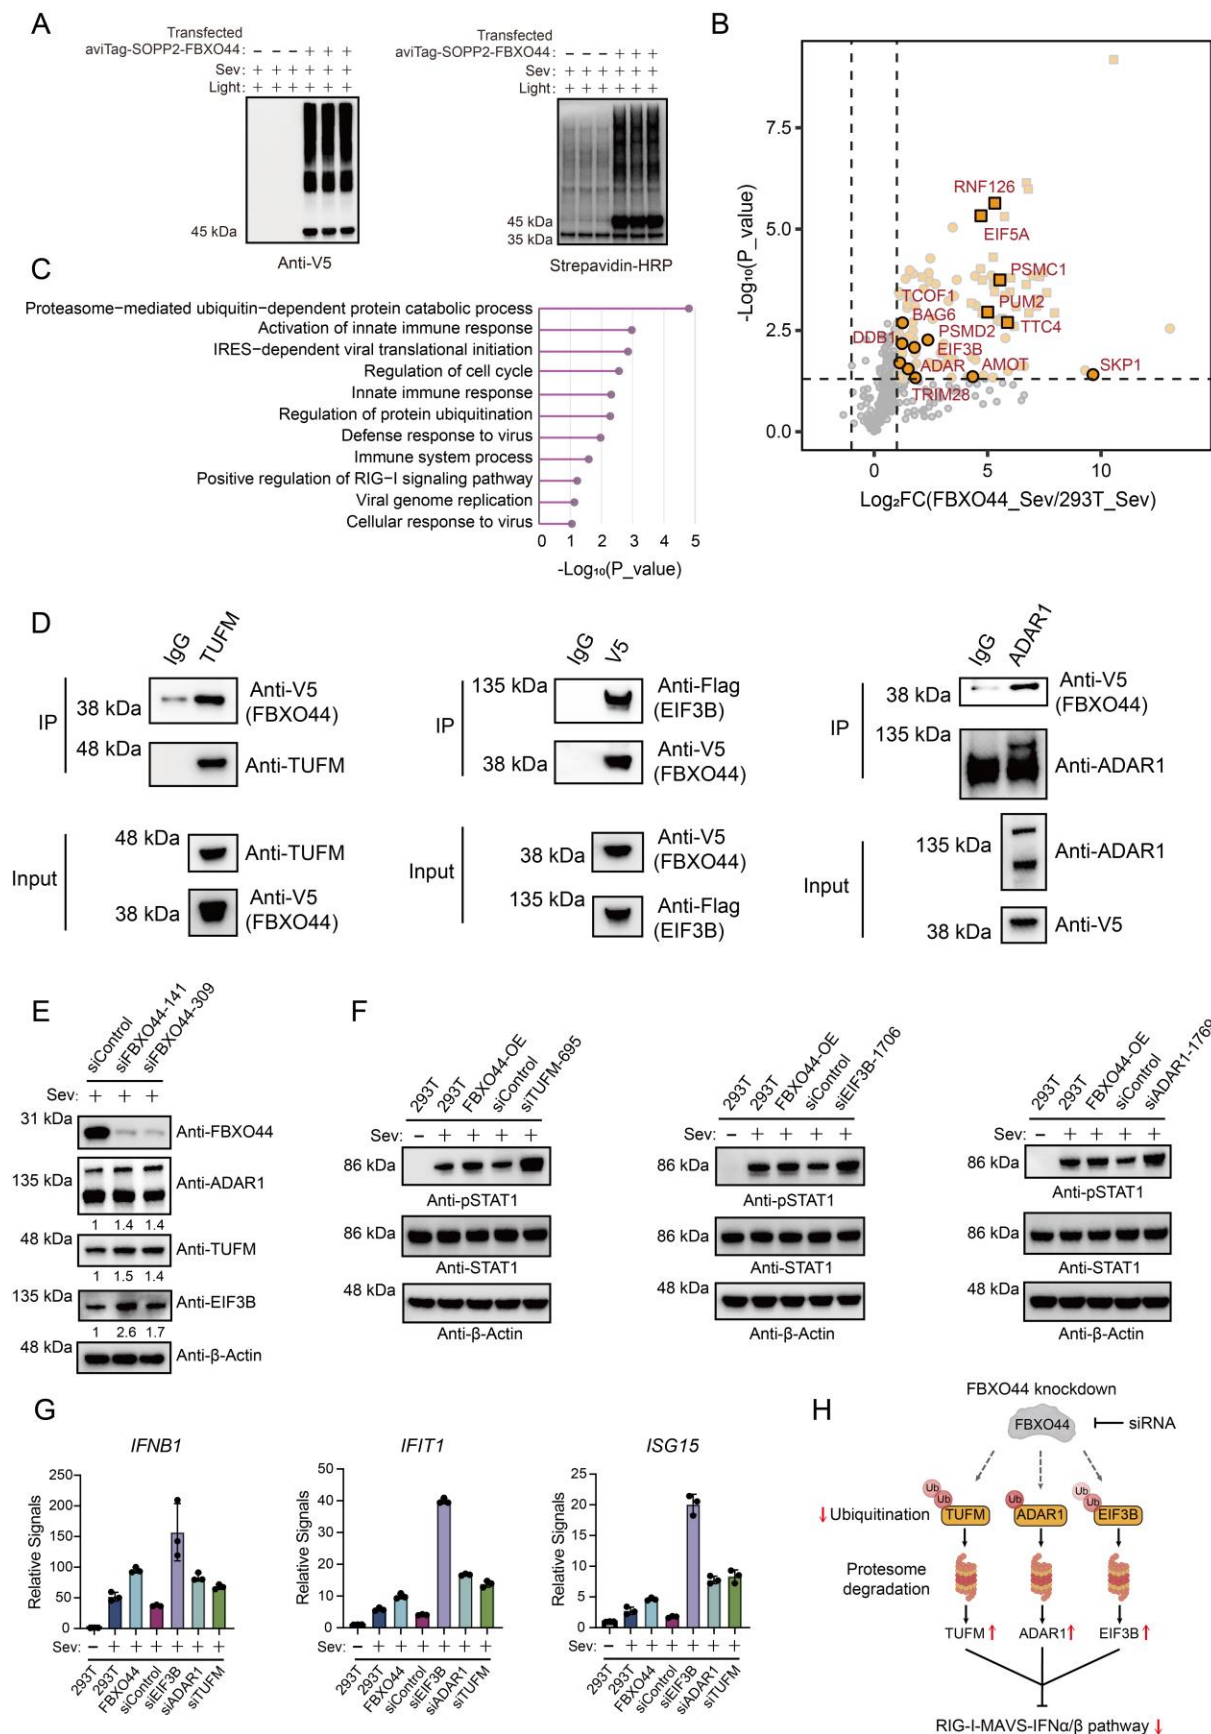 A
Transfected
aviTag-SOPP2-FBXO44: − − − + + +
Sev: + + + + + +
Light: + + + + + +
45 kDa
Anti-V5
Transfected
aviTag-SOPP2-FBXO44: − − − + + +
Sev: + + + + + +
Light: + + + + + +
45 kDa
35 kDa
Strepavidin-HRP
B
-Log₁₀(P_value)
7.5
5.0
2.5
0.0
RNF126
EIF5A
PSMC1
TCOF1
PUM2
BAG6
TTC4
DDB1
PSMD2
EIF3B
ADAR
AMOT
SKP1
TRIM28
0 5 10
Log₂FC(FBXO44_Sev/293T_Sev)
C
Proteasome−mediated ubiquitin−dependent protein catabolic process
Activation of innate immune response
IRES−dependent viral translational initiation
Regulation of cell cycle
Innate immune response
Regulation of protein ubiquitination
Defense response to virus
Immune system process
Positive regulation of RIG−I signaling pathway
Viral genome replication
Cellular response to virus
0 1 2 3 4 5
-Log₁₀(P_value)
D
IgG TUFM
IP
38 kDa
Anti-V5
(FBXO44)
48 kDa
Anti-TUFM
Input
48 kDa
Anti-TUFM
38 kDa
Anti-V5
(FBXO44)
IgG V5
IP
135 kDa
Anti-Flag
(EIF3B)
38 kDa
Anti-V5
(FBXO44)
Input
38 kDa
Anti-V5
(FBXO44)
135 kDa
Anti-Flag
(EIF3B)
IgG ADAR1
IP
38 kDa
Anti-V5
(FBXO44)
135 kDa
Anti-ADAR1
Input
135 kDa
Anti-ADAR1
38 kDa
Anti-V5
E
siControl siFBXO44-141 siFBXO44-309
Sev: + + +
31 kDa
Anti-FBXO44
135 kDa
Anti-ADAR1
1 1.4 1.4
48 kDa
Anti-TUFM
1 1.5 1.4
135 kDa
Anti-EIF3B
1 2.6 1.7
48 kDa
Anti-β-Actin
F
293T 293T FBXO44-OE siControl siTUFM-695
Sev: − + + + +
86 kDa
Anti-pSTAT1
86 kDa
Anti-STAT1
48 kDa
Anti-β-Actin
293T 293T FBXO44-OE siControl siEIF3B-1706
Sev: − + + + +
86 kDa
Anti-pSTAT1
86 kDa
Anti-STAT1
48 kDa
Anti-β-Actin
293T 293T FBXO44-OE siControl siADAR1-1769
Sev: − + + + +
86 kDa
Anti-pSTAT1
86 kDa
Anti-STAT1
48 kDa
Anti-β-Actin
G
IFNB1
Relative Signals
250
200
150
100
50
0
Sev: − + + + + + +
293T 293T FBXO44 siControl siEIF3B siADAR1 siTUFM
IFIT1
Relative Signals
50
40
30
20
10
0
Sev: − + + + + + +
293T 293T FBXO44 siControl siEIF3B siADAR1 siTUFM
ISG15
Relative Signals
25
20
15
10
5
0
Sev: − + + + + + +
293T 293T FBXO44 siControl siEIF3B siADAR1 siTUFM
H
FBXO44 knockdown
FBXO44
siRNA
Ub Ub Ub Ub Ub
↓Ubiquitination
TUFM ADAR1 EIF3B
Protesome
degradation
TUFM↑ ADAR1↑ EIF3B↑
RIG-I-MAVS-IFNα/β pathway ↓